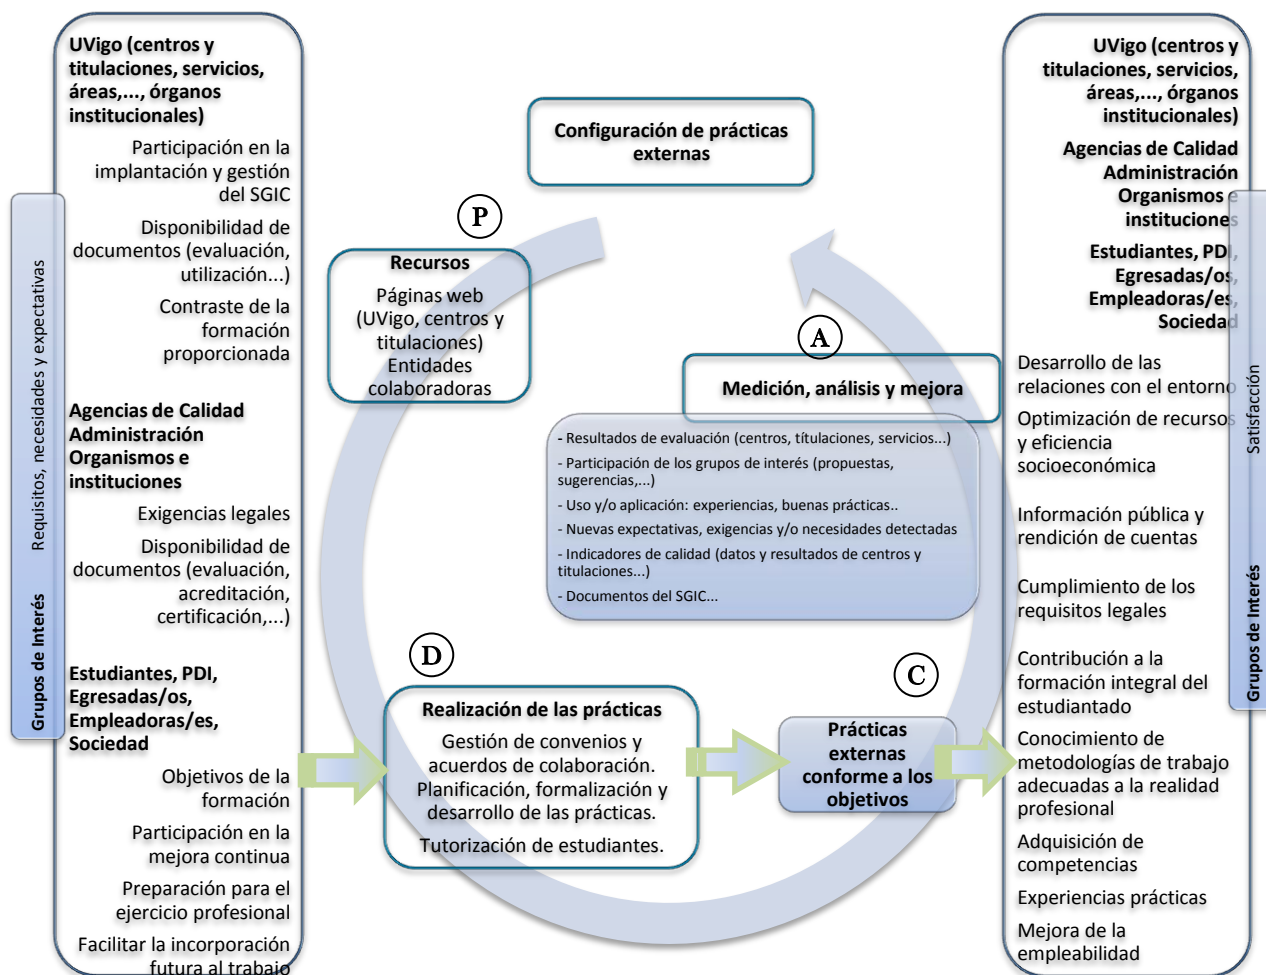 Grupos de Interés   Requisitos, necesidades y expectativas
UVigo (centros y
titulaciones, servicios,
áreas,..., órganos
institucionales)
Participación en la
implantación y gestión
del SGIC
Disponibilidad de
documentos (evaluación,
utilización...)
Contraste de la
formación
proporcionada
Agencias de Calidad
Administración
Organismos e
instituciones
Exigencias legales
Disponibilidad de
documentos (evaluación,
acreditación,
certificación,...)
Estudiantes, PDI,
Egresadas/os,
Empleadoras/es,
Sociedad
Objetivos de la
formación
Participación en la
mejora continua
Preparación para el
ejercicio profesional
Facilitar la incorporación
futura al trabajo
Configuración de prácticas
externas
P
Recursos
Páginas web
(UVigo, centros y
titulaciones)
Entidades
colaboradoras
A
Medición, análisis y mejora
- Resultados de evaluación (centros, títulaciones, servicios...)
- Participación de los grupos de interés (propuestas,
sugerencias,...)
- Uso y/o aplicación: experiencias, buenas prácticas..
- Nuevas expectativas, exigencias y/o necesidades detectadas
- Indicadores de calidad (datos y resultados de centros y
titulaciones...)
- Documentos del SGIC...
D
Realización de las prácticas
Gestión de convenios y
acuerdos de colaboración.
Planificación, formalización y
desarrollo de las prácticas.
Tutorización de estudiantes.
C
Prácticas
externas
conforme a los
objetivos
UVigo (centros y
titulaciones, servicios,
áreas,..., órganos
institucionales)
Agencias de Calidad
Administración
Organismos e
instituciones
Estudiantes, PDI,
Egresadas/os,
Empleadoras/es,
Sociedad
Desarrollo de las
relaciones con el entorno
Optimización de recursos
y eficiencia
socioeconómica
Información pública y
rendición de cuentas
Cumplimiento de los
requisitos legales
Contribución a la
formación integral del
estudiantado
Conocimiento de
metodologías de trabajo
adecuadas a la realidad
profesional
Adquisición de
competencias
Experiencias prácticas
Mejora de la
empleabilidad
Grupos de Interés   Satisfacción